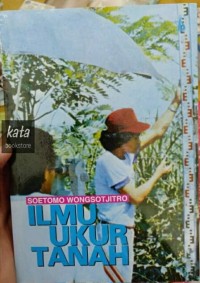 kata
bookstore
SOETOMO WONGSOTJITRO
ILMU
UKUR
TANAH